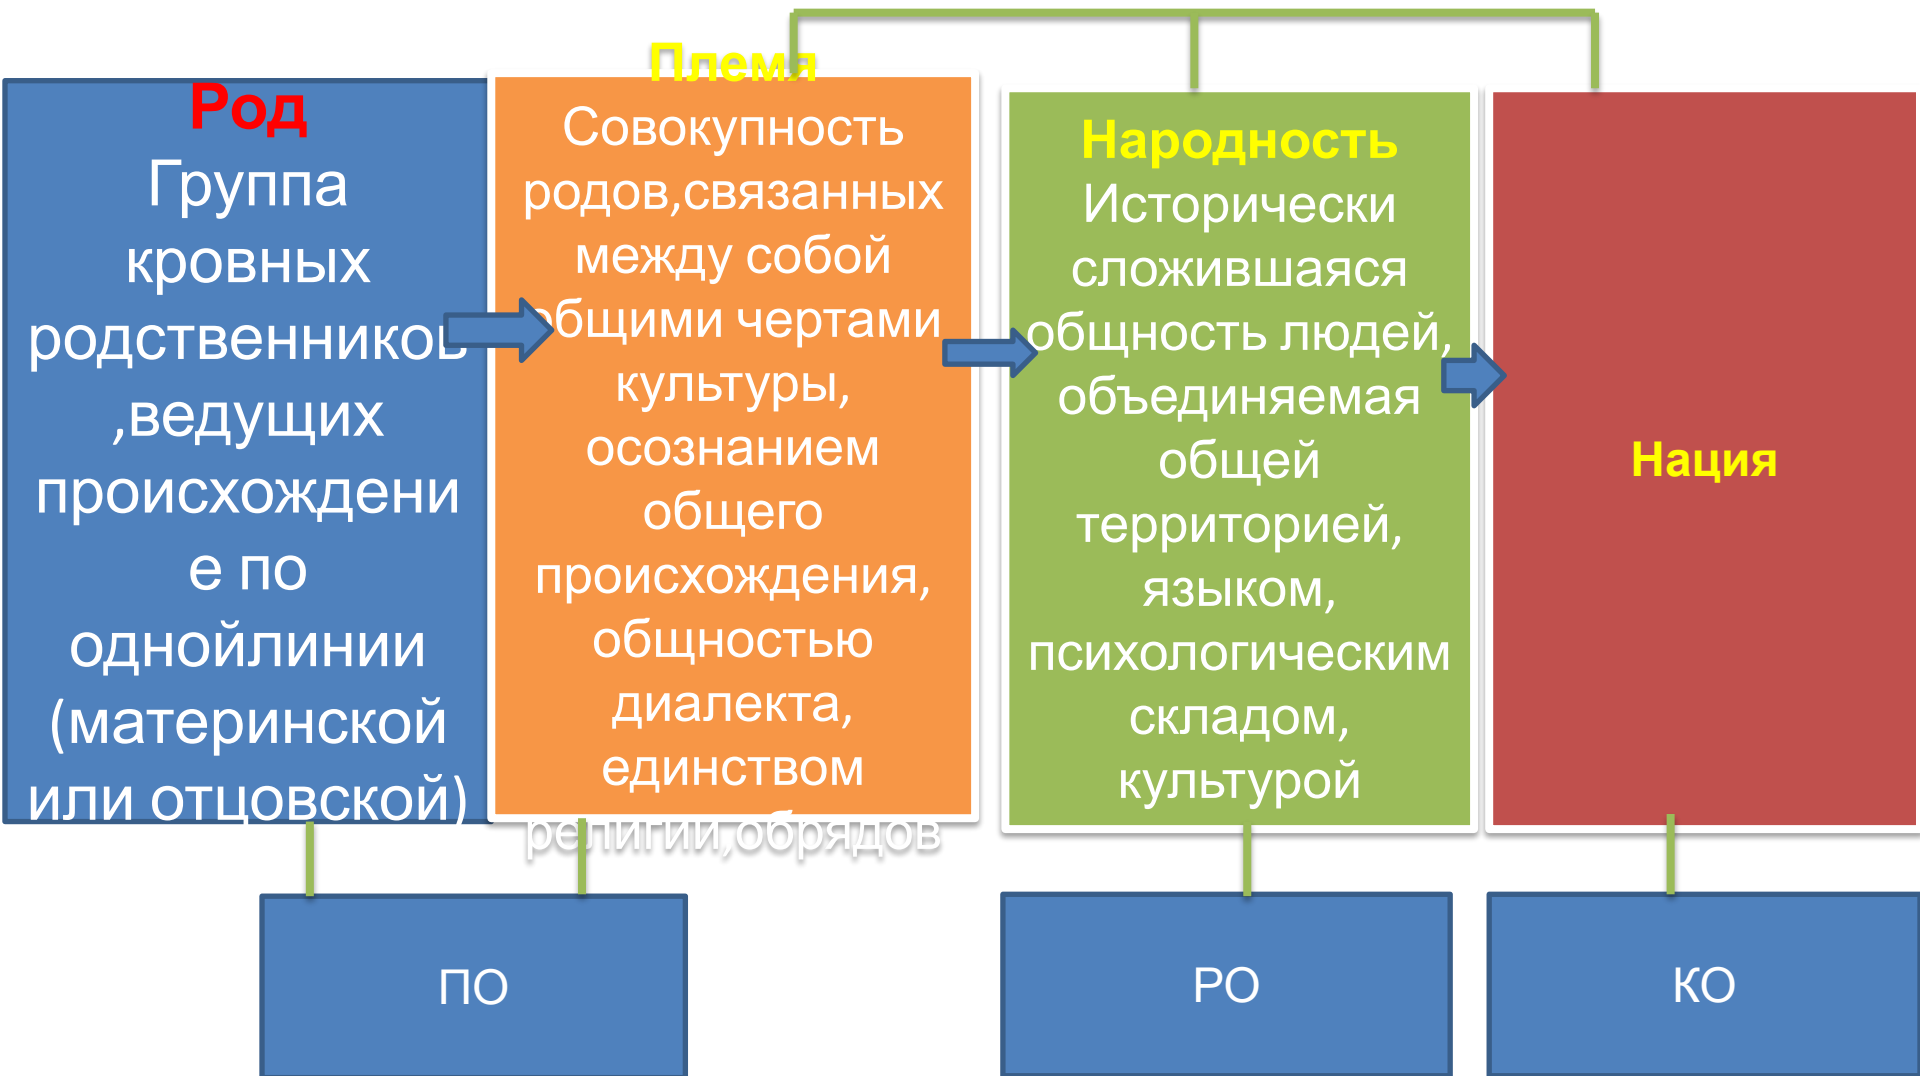 Род
Группа
кровных
родственников
,ведущих
происхождени
е по
однойлинии
(материнской
или отцовской)
Племя
Совокупность
родов,связанных
между собой
общими чертами
культуры,
осознанием
общего
происхождения,
общностью
диалекта,
единством
религии,обрядов
Народность
Исторически
сложившаяся
общность людей,
объединяемая
общей
территорией,
языком,
психологическим
складом,
культурой
Нация
ПО
РО
КО